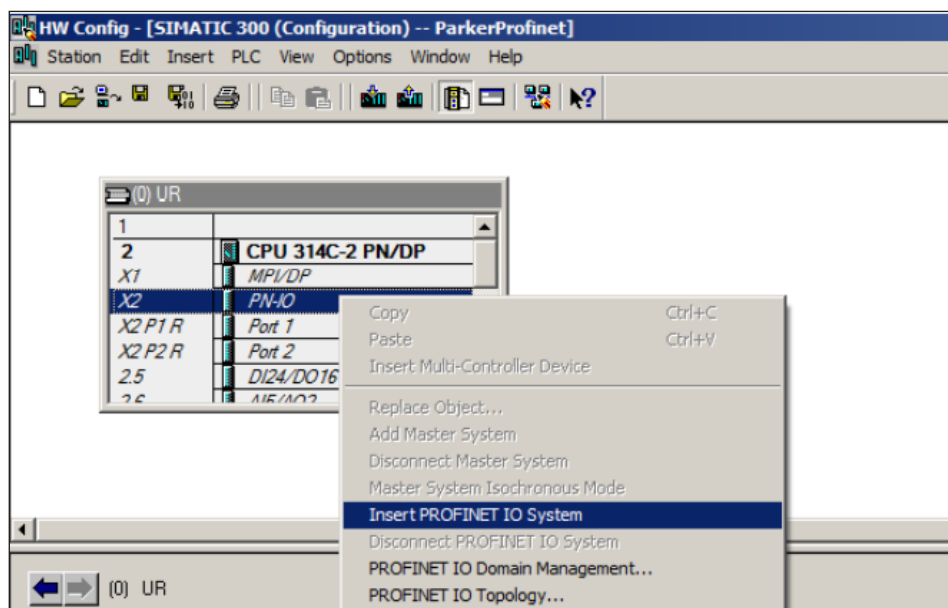 HW Config - [SIMATIC 300 (Configuration) -- ParkerProfinet]
Station Edit Insert PLC View Options Window Help
(0) UR
1
2 CPU 314C-2 PN/DP
X1 MPI/DP
X2 PN-IO
X2 P1 R Port 1
X2 P2 R Port 2
2.5 DI24/DO16
2.6 AI5/AO2
Copy Ctrl+C
Paste Ctrl+V
Insert Multi-Controller Device
Replace Object...
Add Master System
Disconnect Master System
Master System Isochronous Mode
Insert PROFINET IO System
Disconnect PROFINET IO System
PROFINET IO Domain Management...
PROFINET IO Topology...
(0) UR